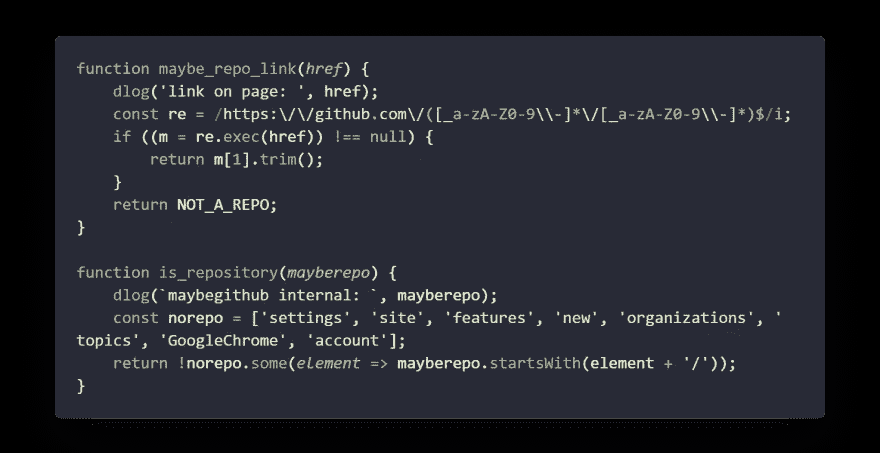 function maybe_repo_link(href) {
    dlog('link on page: ', href);
    const re = /https:\/\/github.com\/([_a-zA-Z0-9\\-]*\/[_a-zA-Z0-9\\-]*)$/i;
    if ((m = re.exec(href)) !== null) {
        return m[1].trim();
    }
    return NOT_A_REPO;
}
function is_repository(mayberepo) {
    dlog(`maybegithub internal: `, mayberepo);
    const norepo = ['settings', 'site', 'features', 'new', 'organizations', '
topics', 'GoogleChrome', 'account'];
    return !norepo.some(element => mayberepo.startsWith(element + '/'));
}